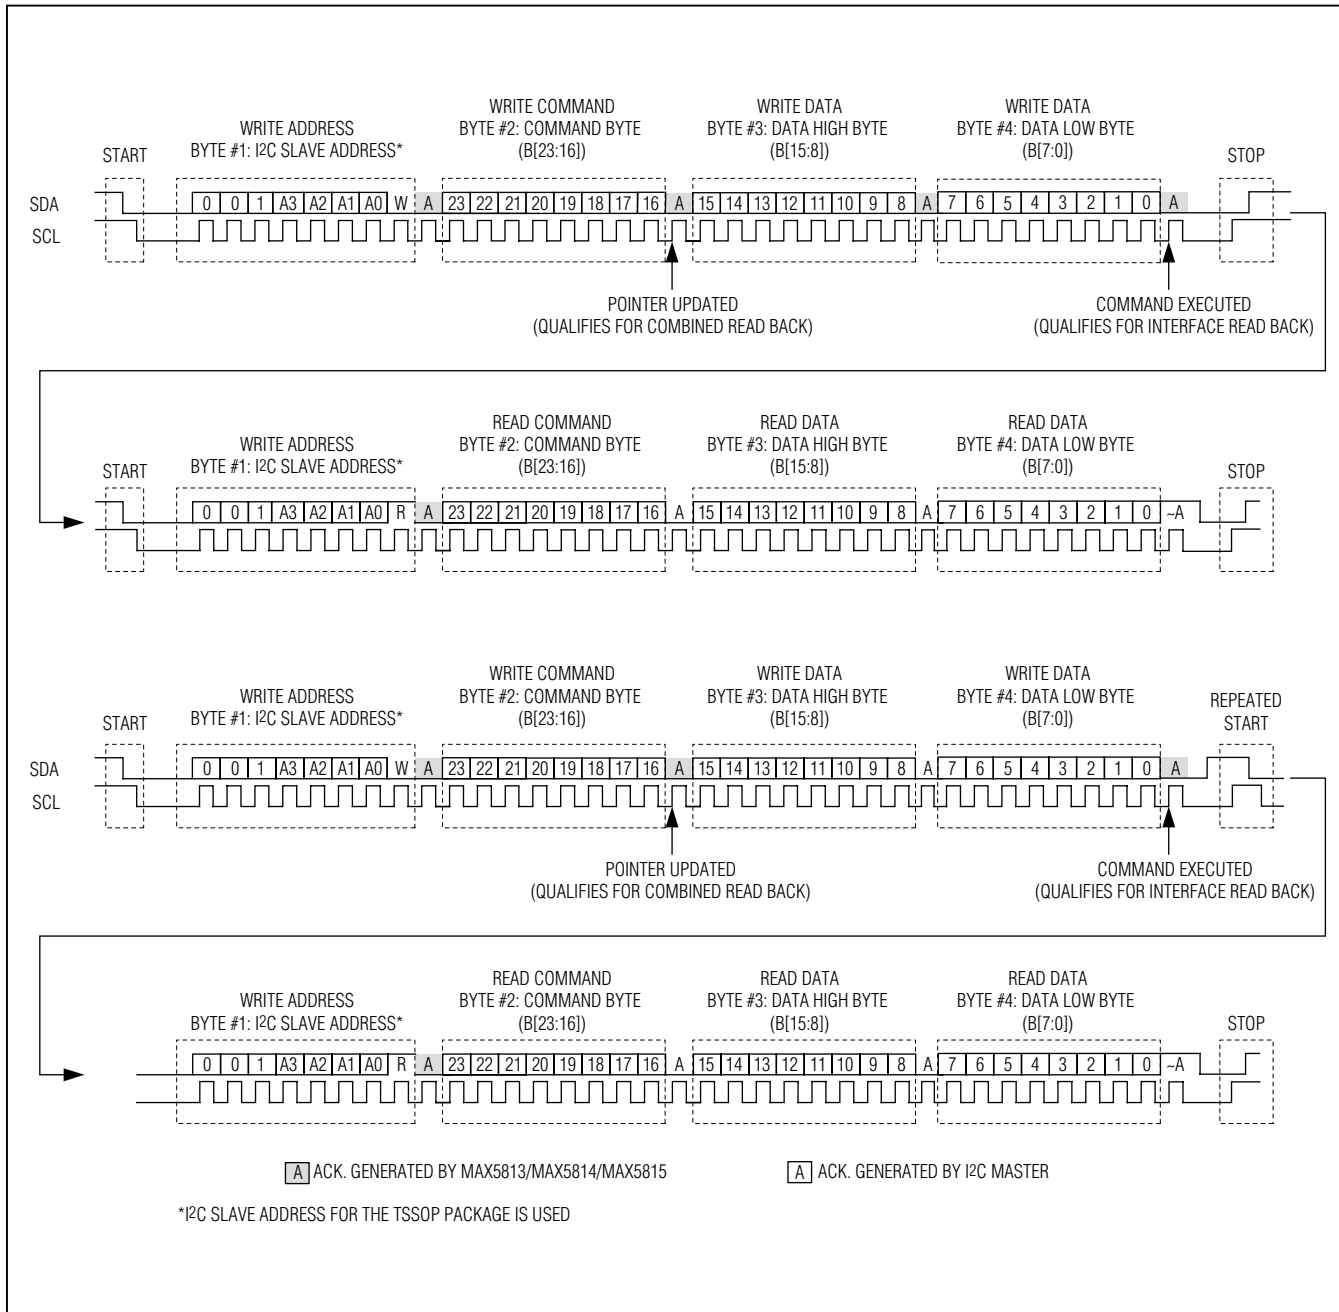 WRITE COMMAND WRITE DATA WRITE DATA
WRITE ADDRESS BYTE #2: COMMAND BYTE BYTE #3: DATA HIGH BYTE BYTE #4: DATA LOW BYTE
START BYTE #1: I2C SLAVE ADDRESS* (B[23:16]) (B[15:8]) (B[7:0]) STOP
SDA 0 0 1 A3 A2 A1 A0 W A 23 22 21 20 19 18 17 16 A 15 14 13 12 11 10 9 8 A 7 6 5 4 3 2 1 0 A
SCL
POINTER UPDATED COMMAND EXECUTED
(QUALIFIES FOR COMBINED READ BACK) (QUALIFIES FOR INTERFACE READ BACK)
READ COMMAND READ DATA READ DATA
WRITE ADDRESS BYTE #2: COMMAND BYTE BYTE #3: DATA HIGH BYTE BYTE #4: DATA LOW BYTE
START BYTE #1: I2C SLAVE ADDRESS* (B[23:16]) (B[15:8]) (B[7:0]) STOP
0 0 1 A3 A2 A1 A0 R A 23 22 21 20 19 18 17 16 A 15 14 13 12 11 10 9 8 A 7 6 5 4 3 2 1 0 ~A
WRITE COMMAND WRITE DATA WRITE DATA
WRITE ADDRESS BYTE #2: COMMAND BYTE BYTE #3: DATA HIGH BYTE BYTE #4: DATA LOW BYTE REPEATED
START BYTE #1: I2C SLAVE ADDRESS* (B[23:16]) (B[15:8]) (B[7:0]) START
SDA 0 0 1 A3 A2 A1 A0 W A 23 22 21 20 19 18 17 16 A 15 14 13 12 11 10 9 8 A 7 6 5 4 3 2 1 0 A
SCL
POINTER UPDATED COMMAND EXECUTED
(QUALIFIES FOR COMBINED READ BACK) (QUALIFIES FOR INTERFACE READ BACK)
READ COMMAND READ DATA READ DATA
WRITE ADDRESS BYTE #2: COMMAND BYTE BYTE #3: DATA HIGH BYTE BYTE #4: DATA LOW BYTE
BYTE #1: I2C SLAVE ADDRESS* (B[23:16]) (B[15:8]) (B[7:0]) STOP
0 0 1 A3 A2 A1 A0 R A 23 22 21 20 19 18 17 16 A 15 14 13 12 11 10 9 8 A 7 6 5 4 3 2 1 0 ~A
A ACK. GENERATED BY MAX5813/MAX5814/MAX5815 A ACK. GENERATED BY I2C MASTER
*I2C SLAVE ADDRESS FOR THE TSSOP PACKAGE IS USED